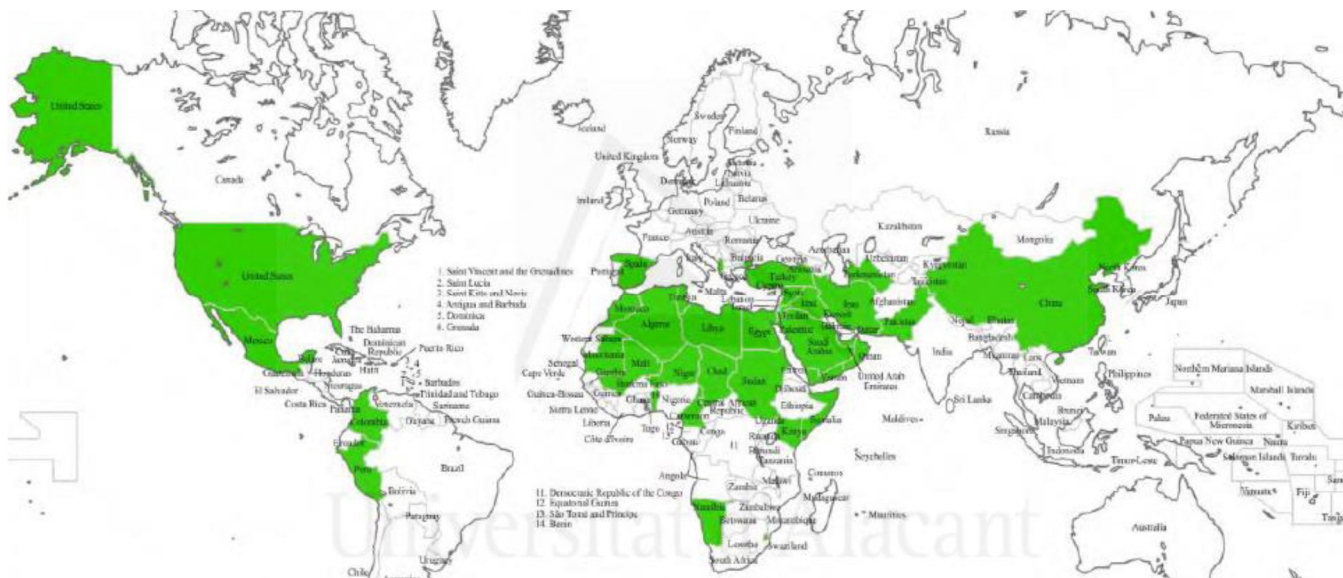 United States
Canada
United States
Mexico
1. Saint Vincent and the Grenadines
2. Saint Lucia
3. Saint Kitts and Nevis
4. Antigua and Barbuda
5. Dominica
6. Grenada
The Bahamas
Dominican
Republic
Puerto Rico
Cuba
Jamaica
Haiti
Belize
Honduras
Guatemala
Nicaragua
El Salvador
Costa Rica
Panama
Barbados
Trinidad and Tobago
Venezuela
Suriname
Guyana
French Guiana
Colombia
Ecuador
Peru
Brazil
Bolivia
Paraguay
Uruguay
Chile
Iceland
Norway
Sweden
Finland
United Kingdom
Ireland
Denmark
Latvia
Lithuania
Poland
Belarus
Germany
Ukraine
France
Austria
Romania
Italy
Bulgaria
Portugal
Spain
Malta
Russia
Kazakhstan
Mongolia
Georgia
Azerbaijan
Armenia
Uzbekistan
Kyrgyzstan
Turkmenistan
Tajikistan
Turkey
Cyprus
Syria
Lebanon
Israel
Iraq
Iran
Afghanistan
Jordan
Kuwait
Palestine
Pakistan
Qatar
Saudi
Arabia
Oman
Yemen
United Arab
Emirates
China
North Korea
South Korea
Japan
Nepal
Bhutan
Bangladesh
India
Myanmar
Laos
Taiwan
Thailand
Vietnam
Cambodia
Philippines
Sri Lanka
Maldives
Brunei
Malaysia
Singapore
Indonesia
Timor-Leste
Northern Mariana Islands
Marshall Islands
Palau
Federated States of
Micronesia
Kiribati
Papua New Guinea
Nauru
Solomon Islands
Tuvalu
Vanuatu
Fiji
Australia
Morocco
Algeria
Tunisia
Libya
Egypt
Western Sahara
Mauritania
Mali
Niger
Chad
Sudan
Eritrea
Djibouti
Senegal
Cape Verde
Gambia
Guinea-Bissau
Guinea
Burkina Faso
Sierra Leone
Liberia
Côte d'Ivoire
Ghana
Togo
Nigeria
Cameroon
Central African
Republic
Ethiopia
Somalia
Uganda
Kenya
Gabon
Congo
11
12
13
Rwanda
Burundi
Tanzania
Seychelles
Angola
Zambia
Malawi
Comoros
Madagascar
Mauritius
Namibia
Zimbabwe
Botswana
Mozambique
Swaziland
Lesotho
South Africa
11. Democratic Republic of the Congo
12. Equatorial Guinea
13. São Tomé and Príncipe
14. Benin
Universitat d'Alacant